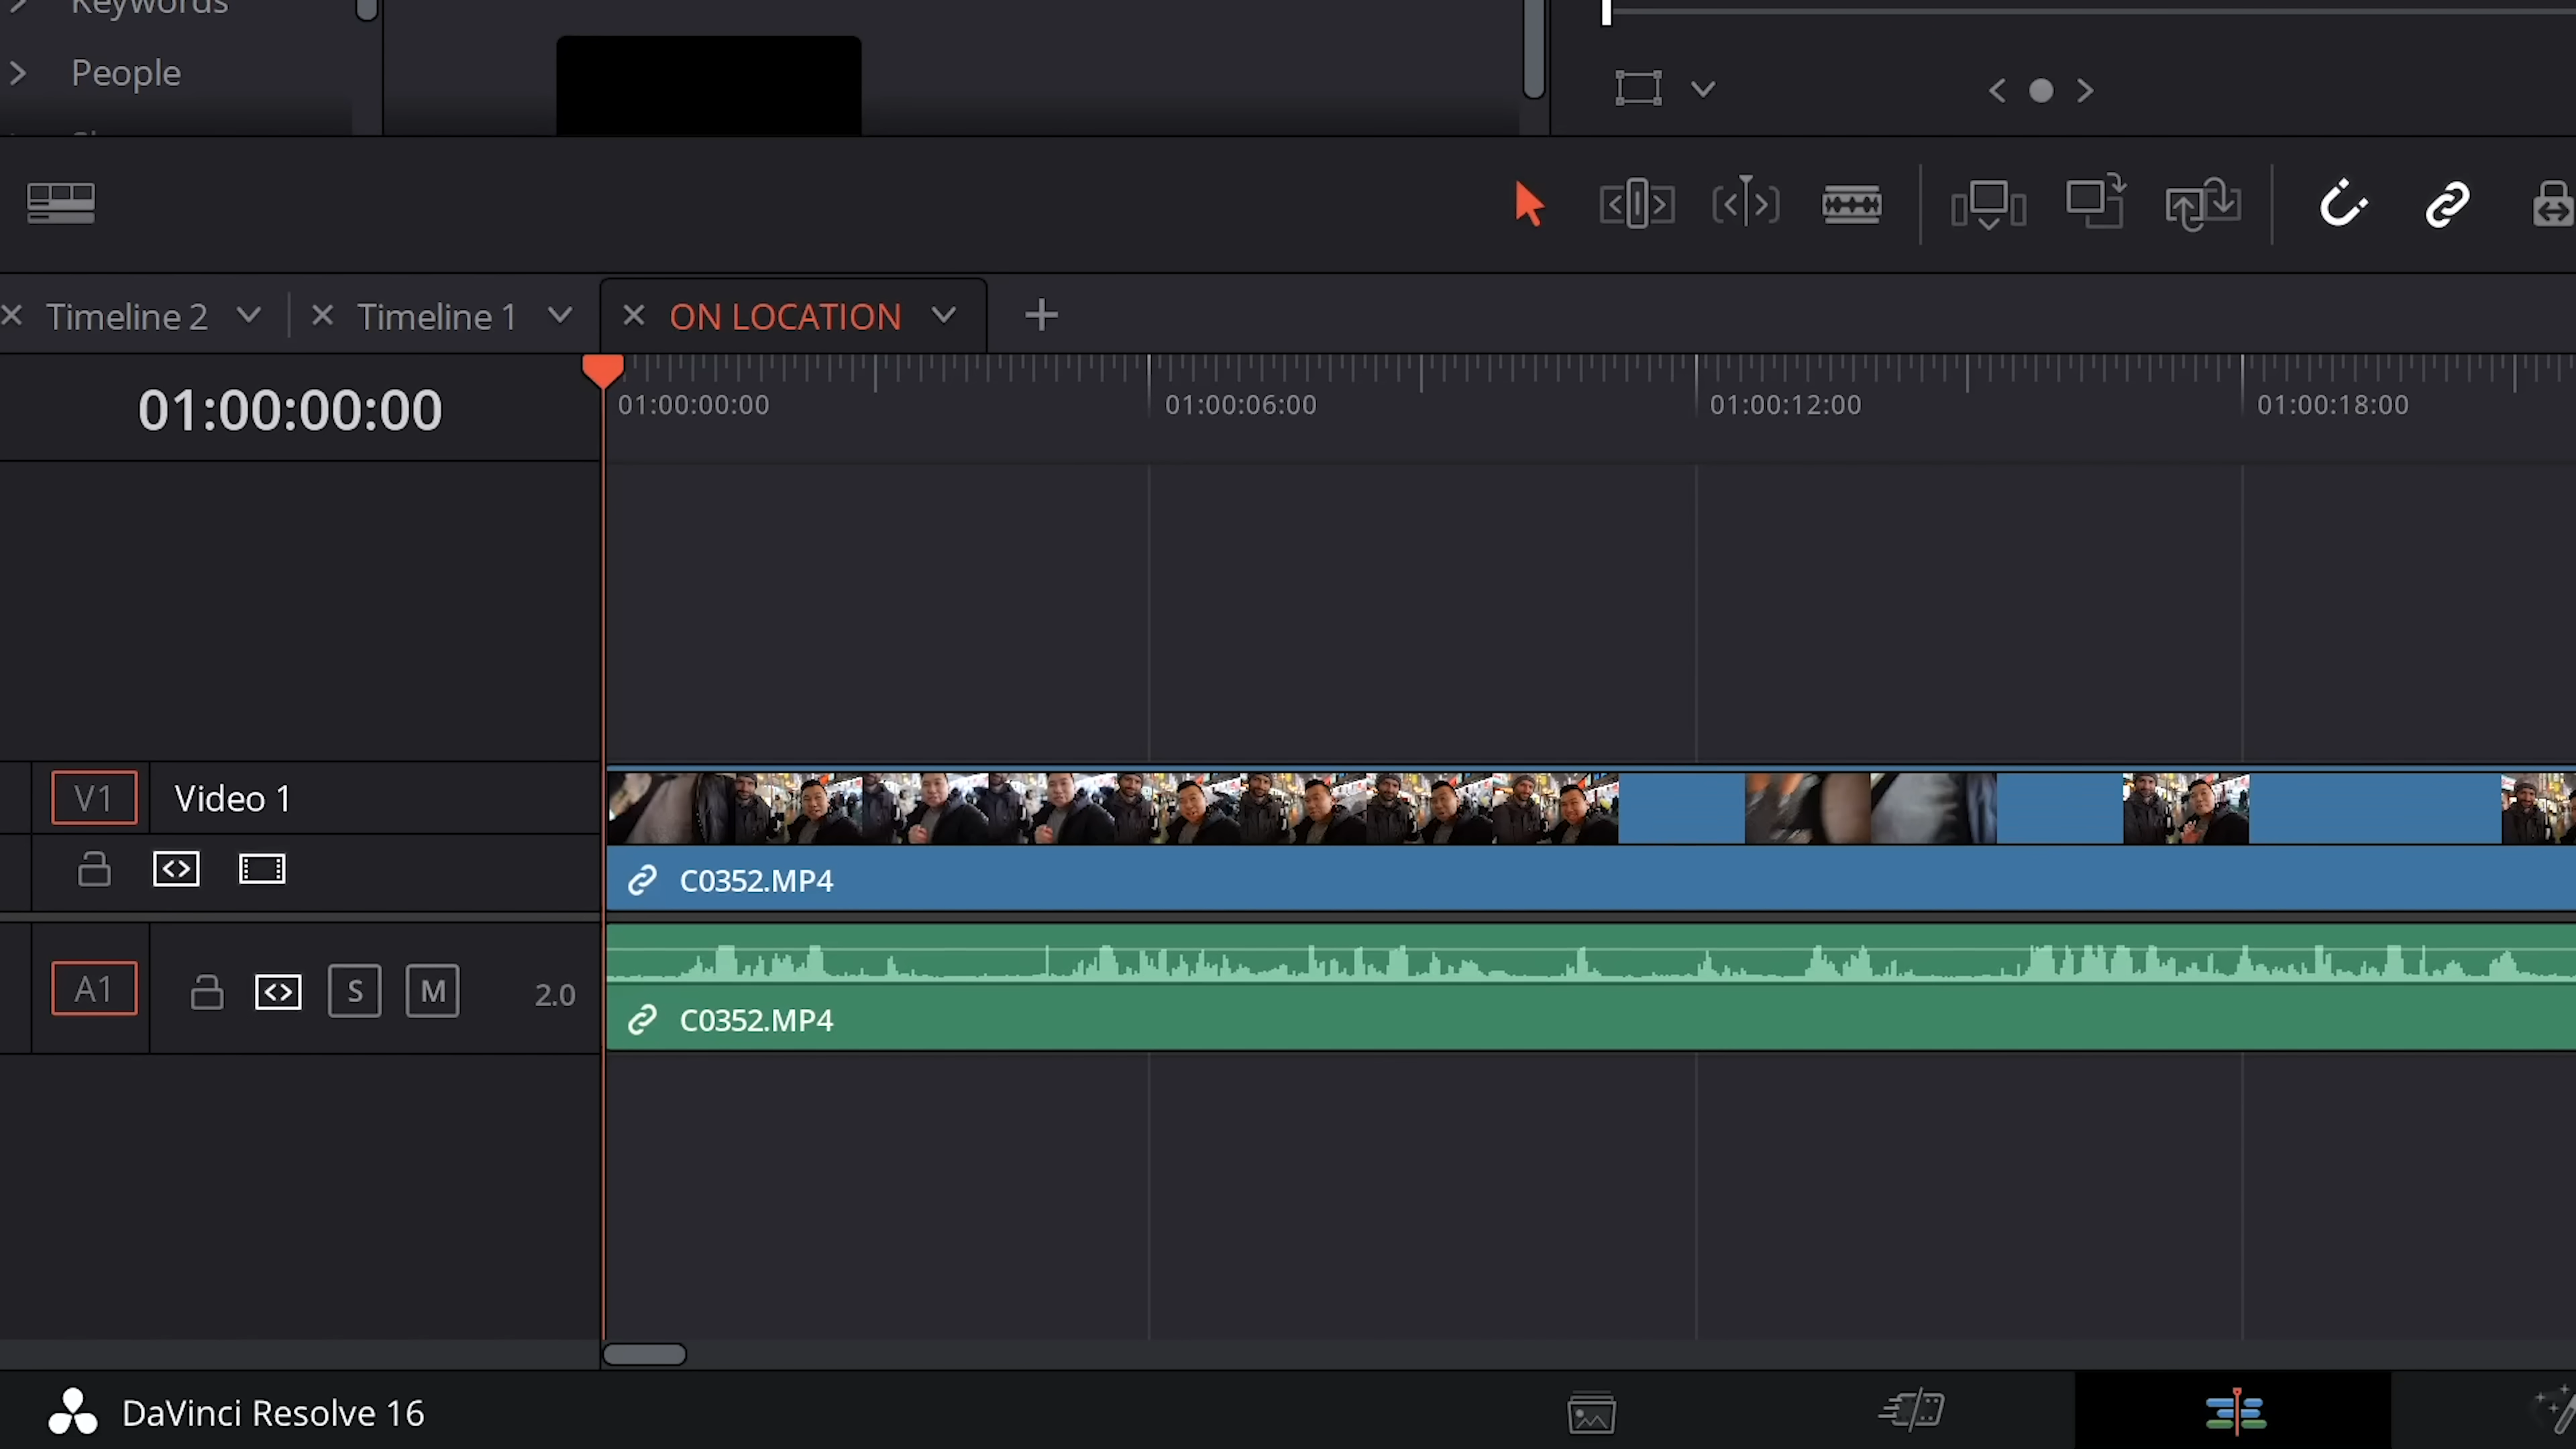 Keywords
People
Timeline 2
Timeline 1
ON LOCATION
01:00:00:00
01:00:00:00
01:00:06:00
01:00:12:00
01:00:18:00
V1
Video 1
C0352.MP4
A1
S
M
2.0
C0352.MP4
DaVinci Resolve 16